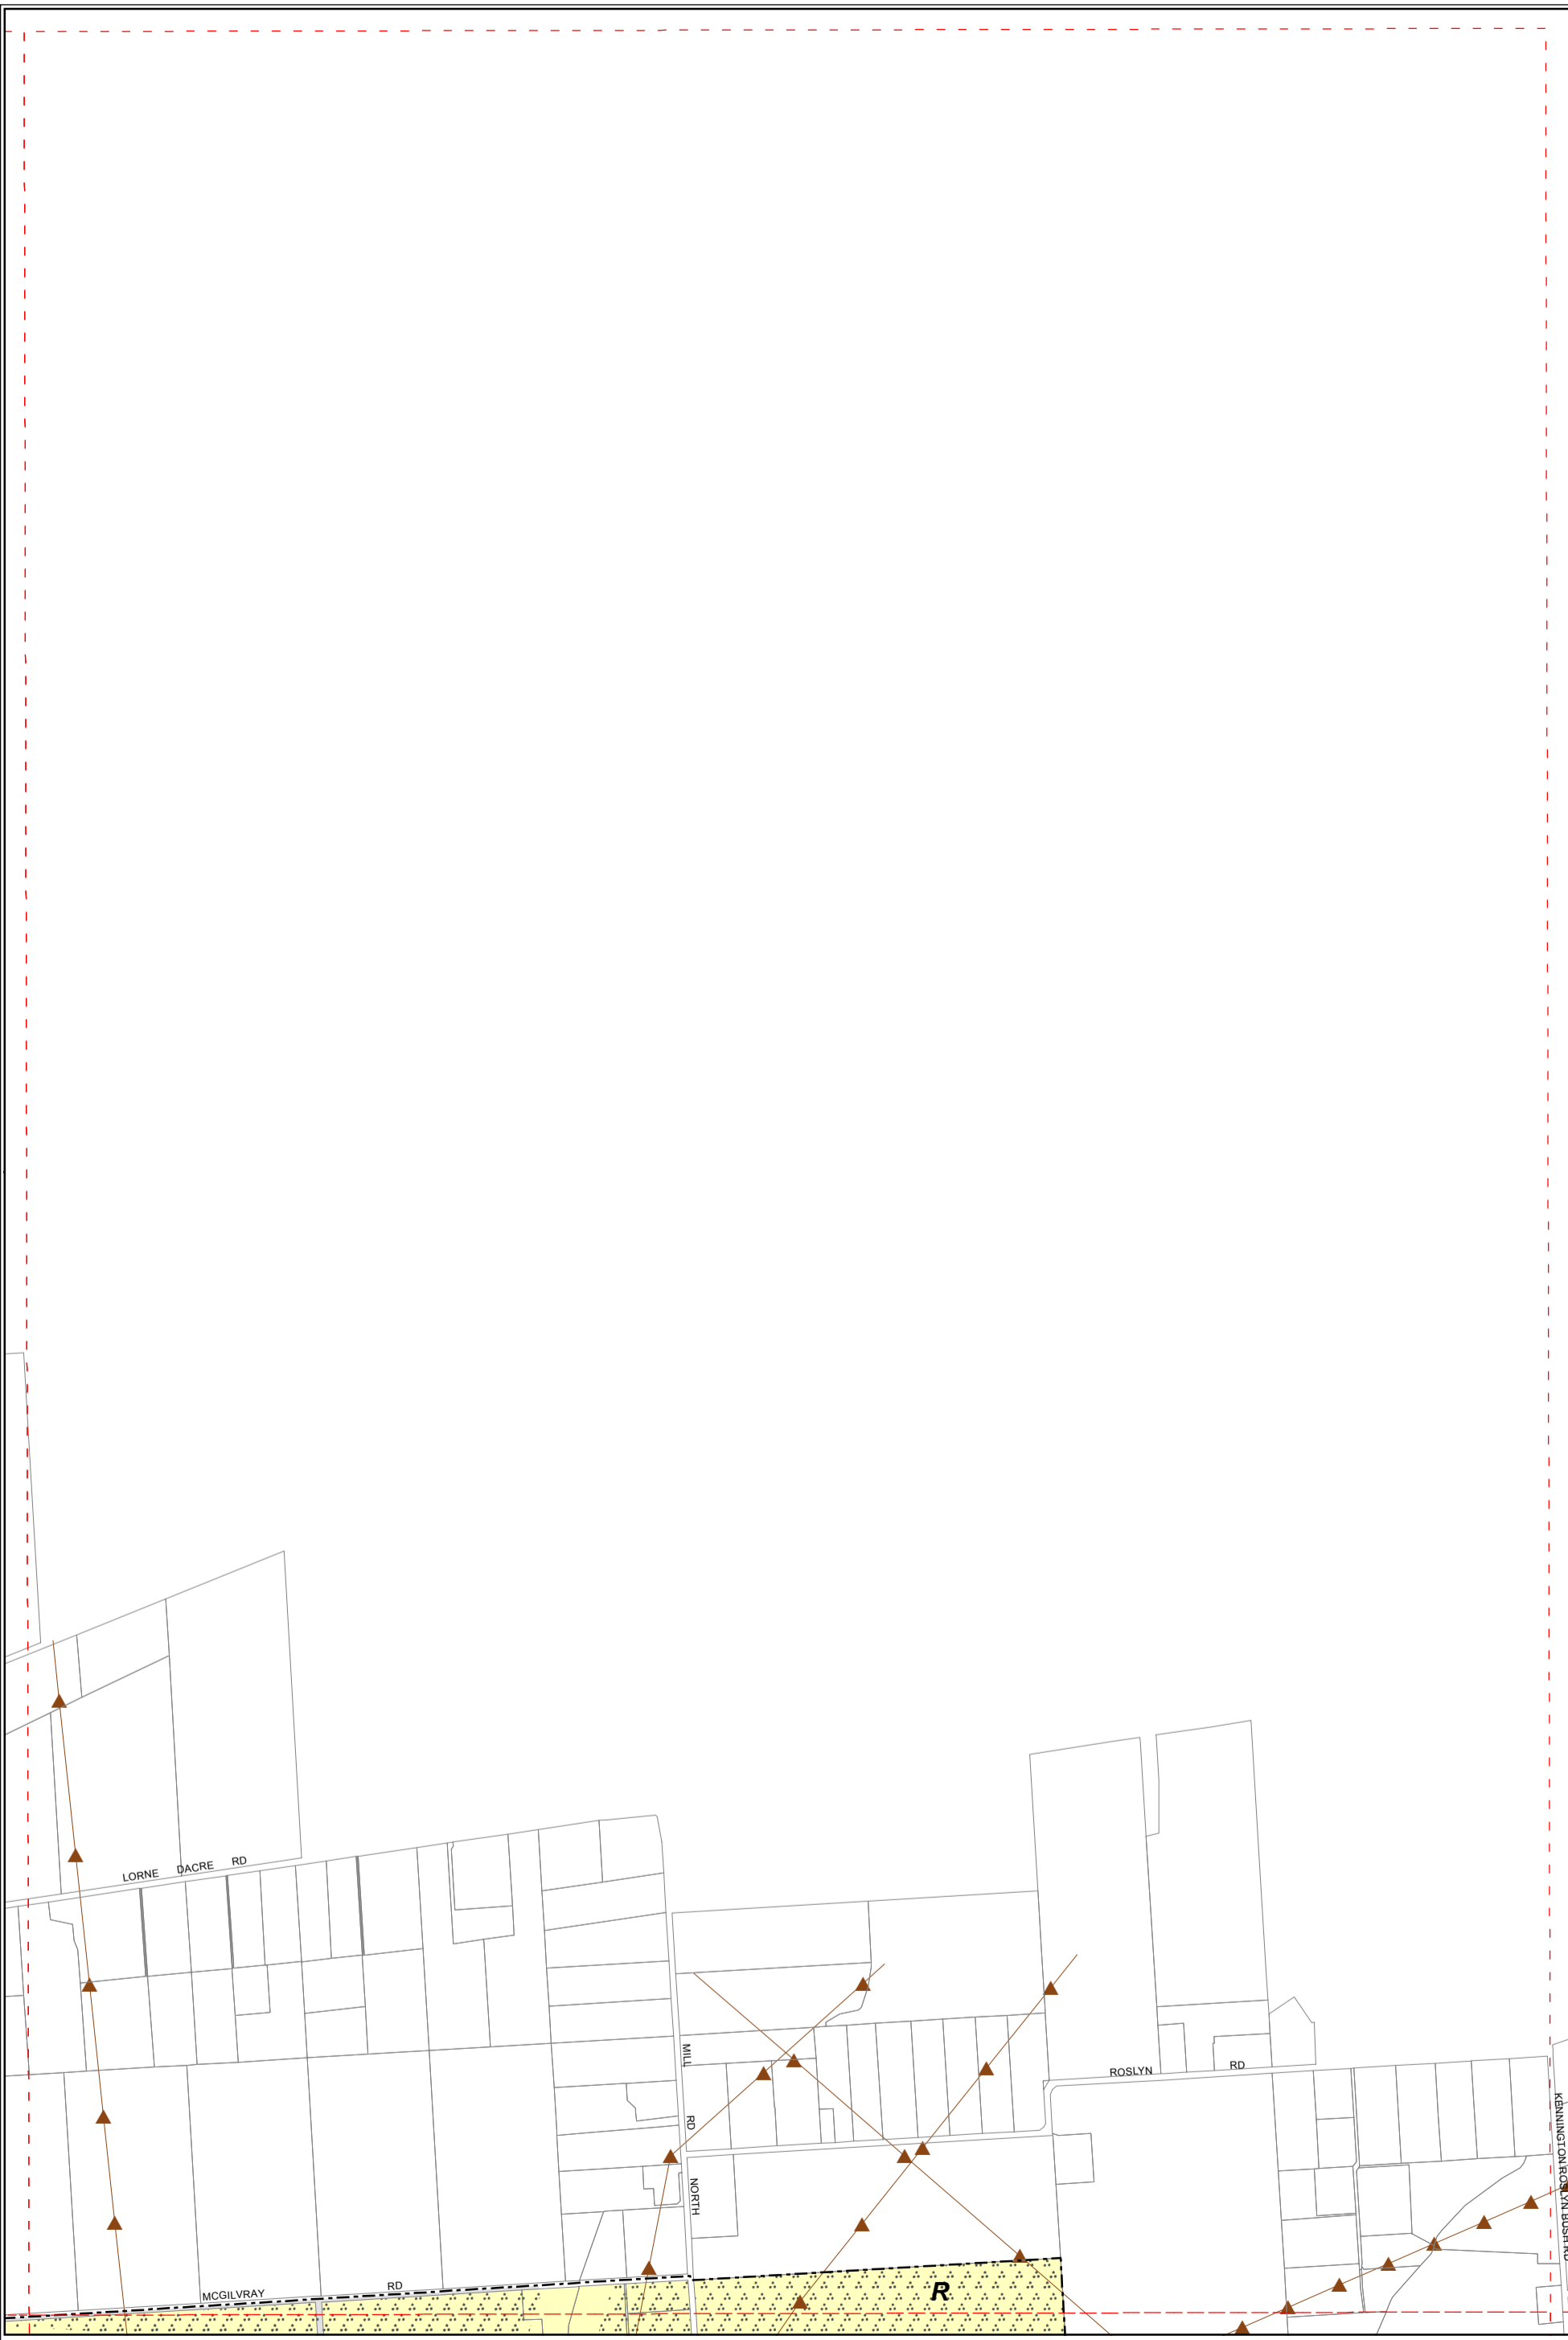 LORNE DACRE RD
MILL
RD
NORTH
ROSLYN RD
KENNINGTON ROSLYN BUSH RD
MCGILVRAY RD
R